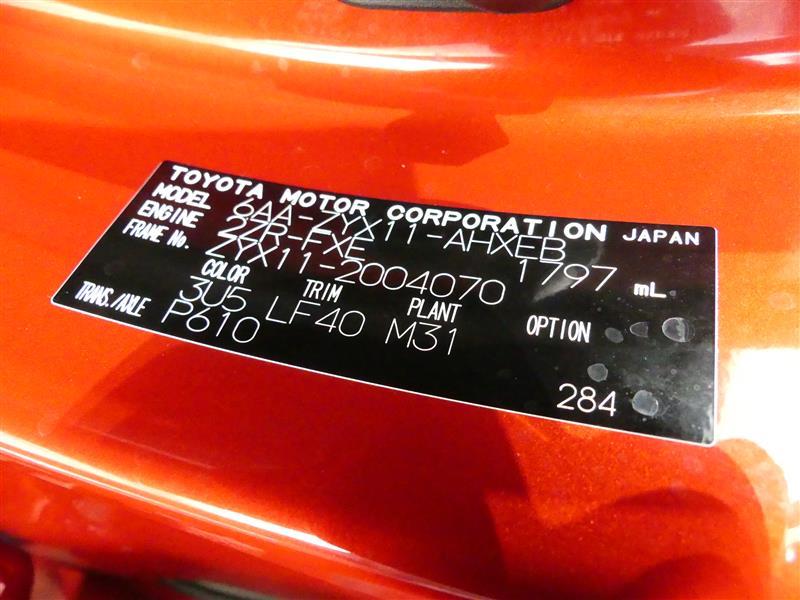 TOYOTA MOTOR CORPORATION JAPAN
MODEL 6AA-ZYX11-AHXEB
ENGINE 2ZR-FXE 1797 mL
FRAME No. ZYX11-2004070
COLOR TRIM PLANT OPTION
3U5 LF40 M31
TRANS./AXLE P610
284